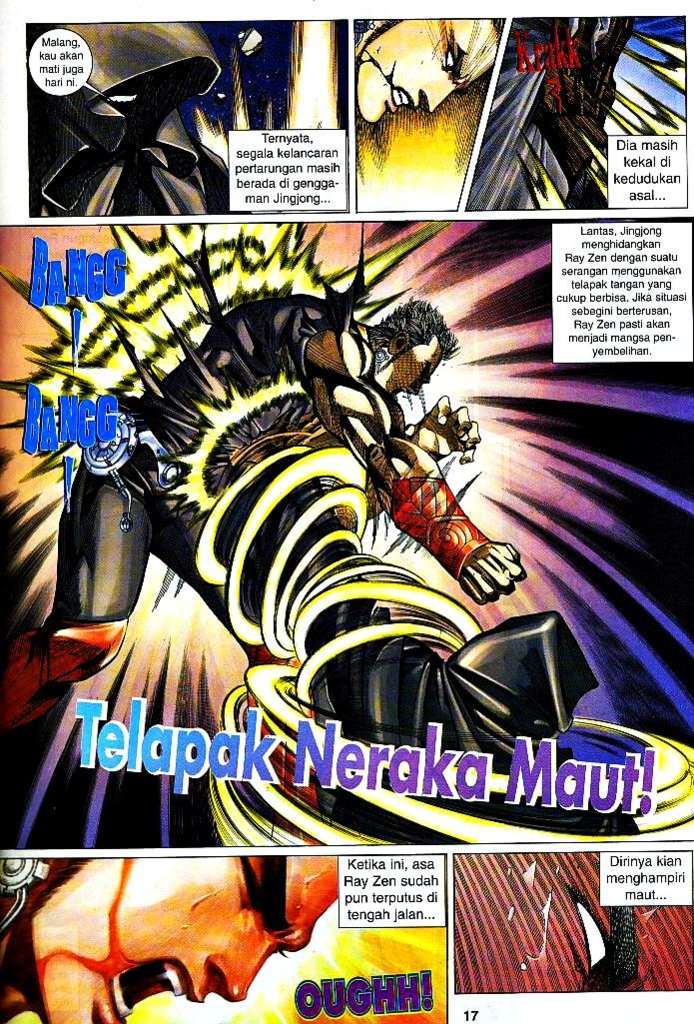 Malang,
kau akan
mati juga
hari ni.
Ternyata,
segala kelancaran
pertarungan masih
berada di gengga-
man Jingjong...
Krakk
Dia masih
kekal di
kedudukan
asal...
Lantas, Jingjong
menghidangkan
Ray Zen dengan suatu
serangan menggunakan
telapak tangan yang
cukup berbisa. Jika situasi
sebegini berterusan,
Ray Zen pasti akan
menjadi mangsa pen-
yembelihan.
BANGG
!
BANGG
!
Telapak Neraka Maut!
Ketika ini, asa
Ray Zen sudah
pun terputus di
tengah jalan...
OUGHH!
Dirinya kian
menghampiri
maut...
17